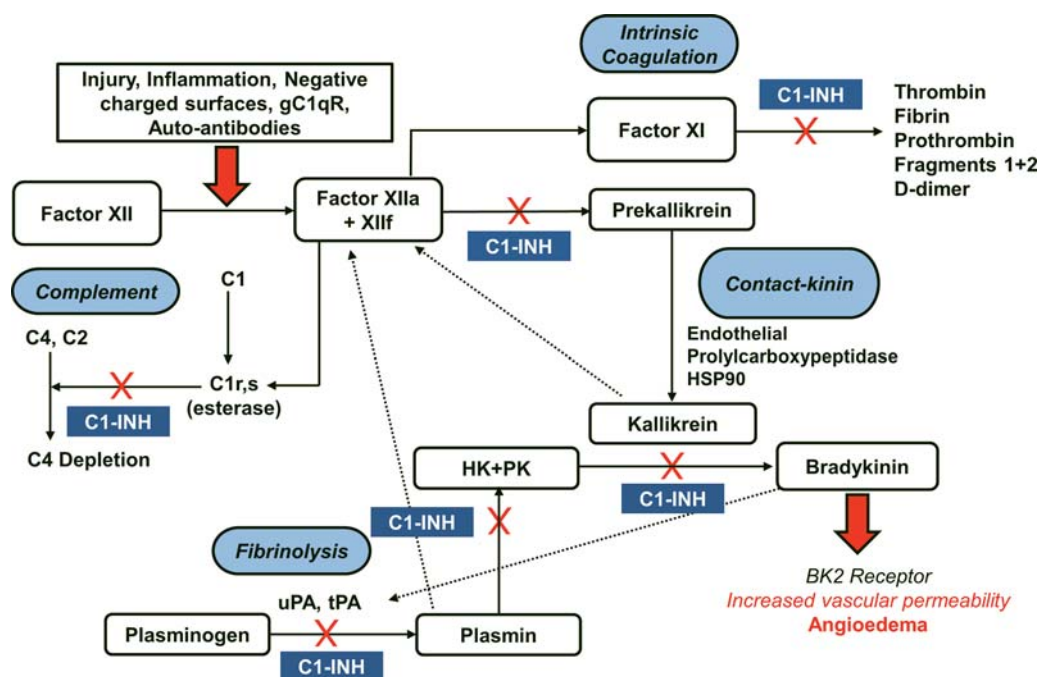 Intrinsic
Coagulation
Injury, Inflammation, Negative
charged surfaces, gC1qR,
Auto-antibodies
C1-INH
Thrombin
Fibrin
Prothrombin
Fragments 1+2
D-dimer
Factor XI
Factor XII
Factor XIIa
+ XIIf
C1-INH
Prekallikrein
Complement
C1
Contact-kinin
C4, C2
Endothelial
Prolylcarboxypeptidase
HSP90
C1r,s
(esterase)
C1-INH
Kallikrein
C4 Depletion
HK+PK
Bradykinin
C1-INH
C1-INH
Fibrinolysis
BK2 Receptor
Increased vascular permeability
Angioedema
uPA, tPA
Plasminogen
Plasmin
C1-INH